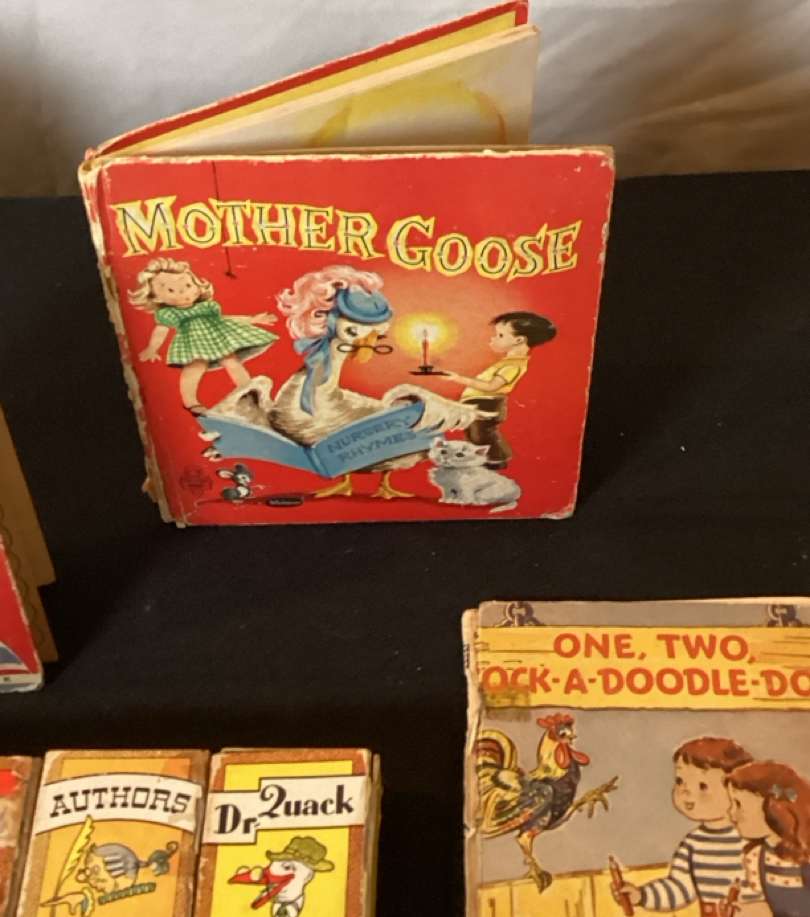 MOTHER GOOSE
NURSERY
RHYMES
ONE, TWO,
OCK-A-DOODLE-DO
AUTHORS
Dr. Quack